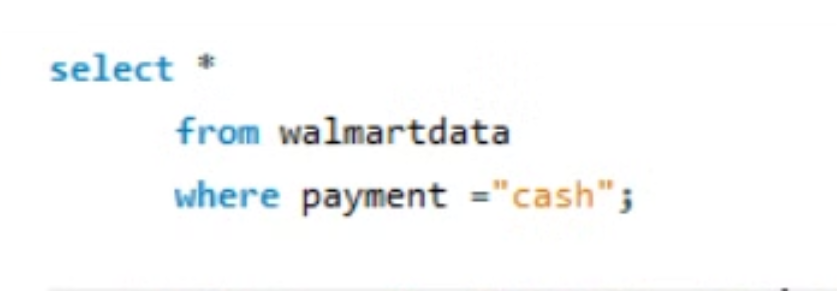 select *
from walmartdata
where payment ="cash";